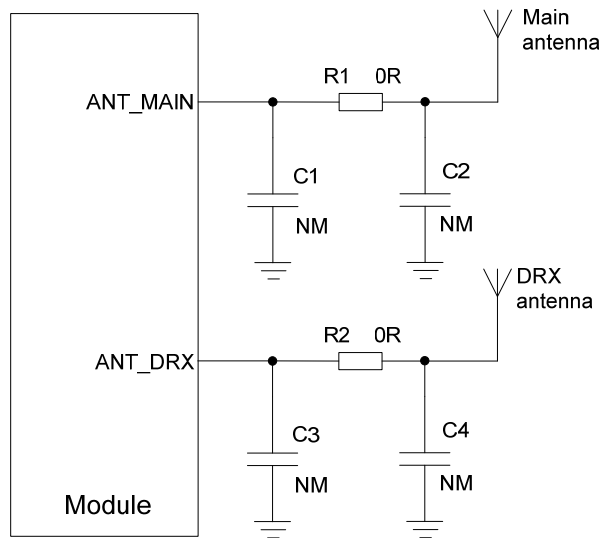 Main
antenna
R1 0R
ANT_MAIN
C1
C2
NM
NM
DRX
antenna
R2 0R
ANT_DRX
C3
C4
NM
NM
Module